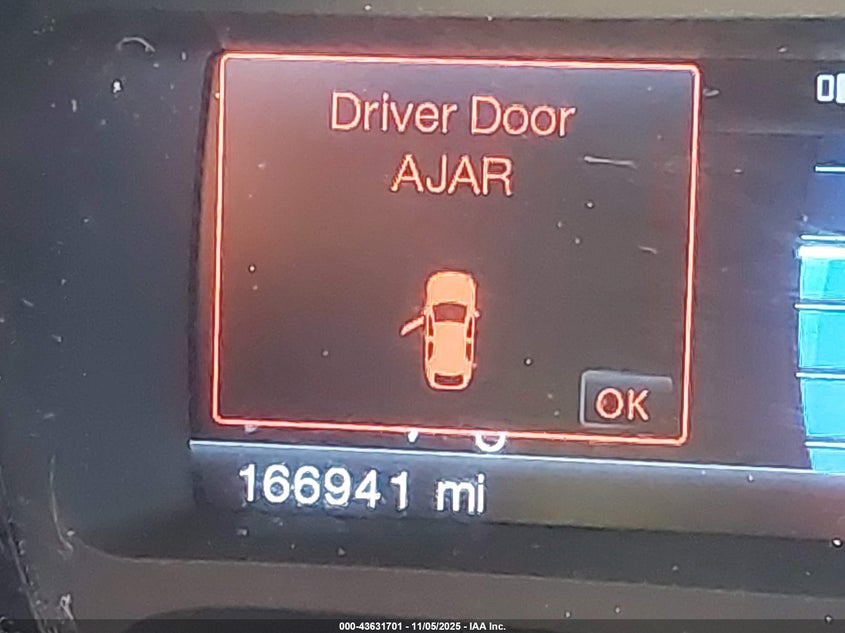 Driver Door
AJAR
OK
166941 mi
000-43631701 - 11/05/2025 - IAA Inc.